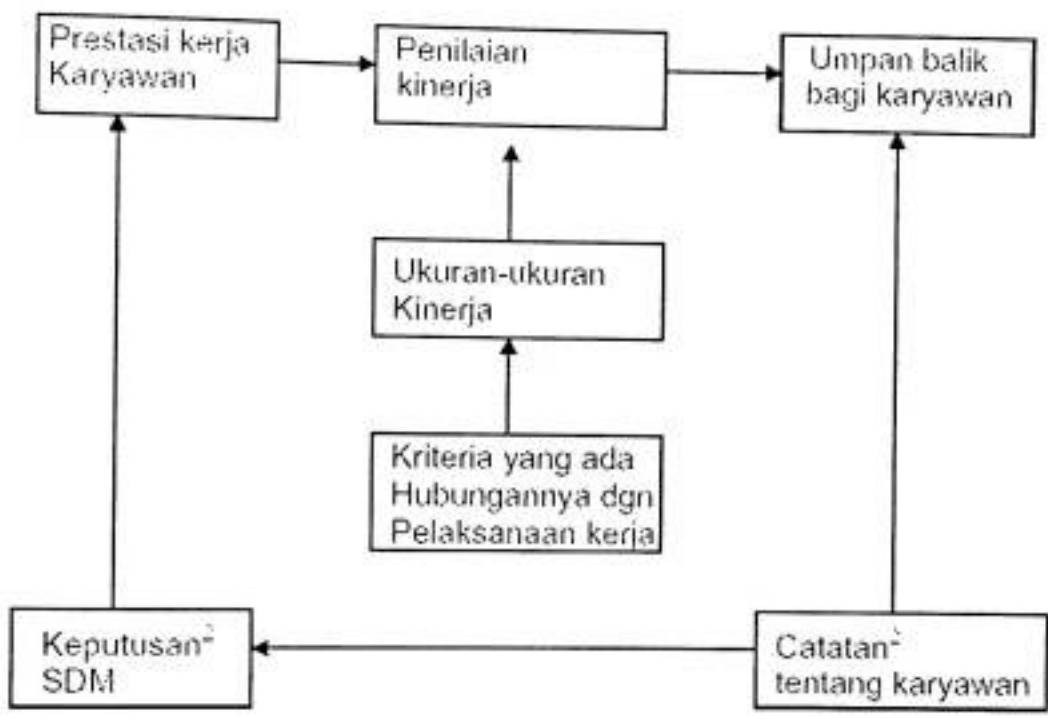 Prestasi kerja
Karyawan
Penilaian
kinerja
Umpan balik
bagi karyawan
Ukuran-ukuran
Kinerja
Kriteria yang ada
Hubungannya dgn
Pelaksanaan kerja
Keputusan²
SDM
Catatan²
tentang karyawan